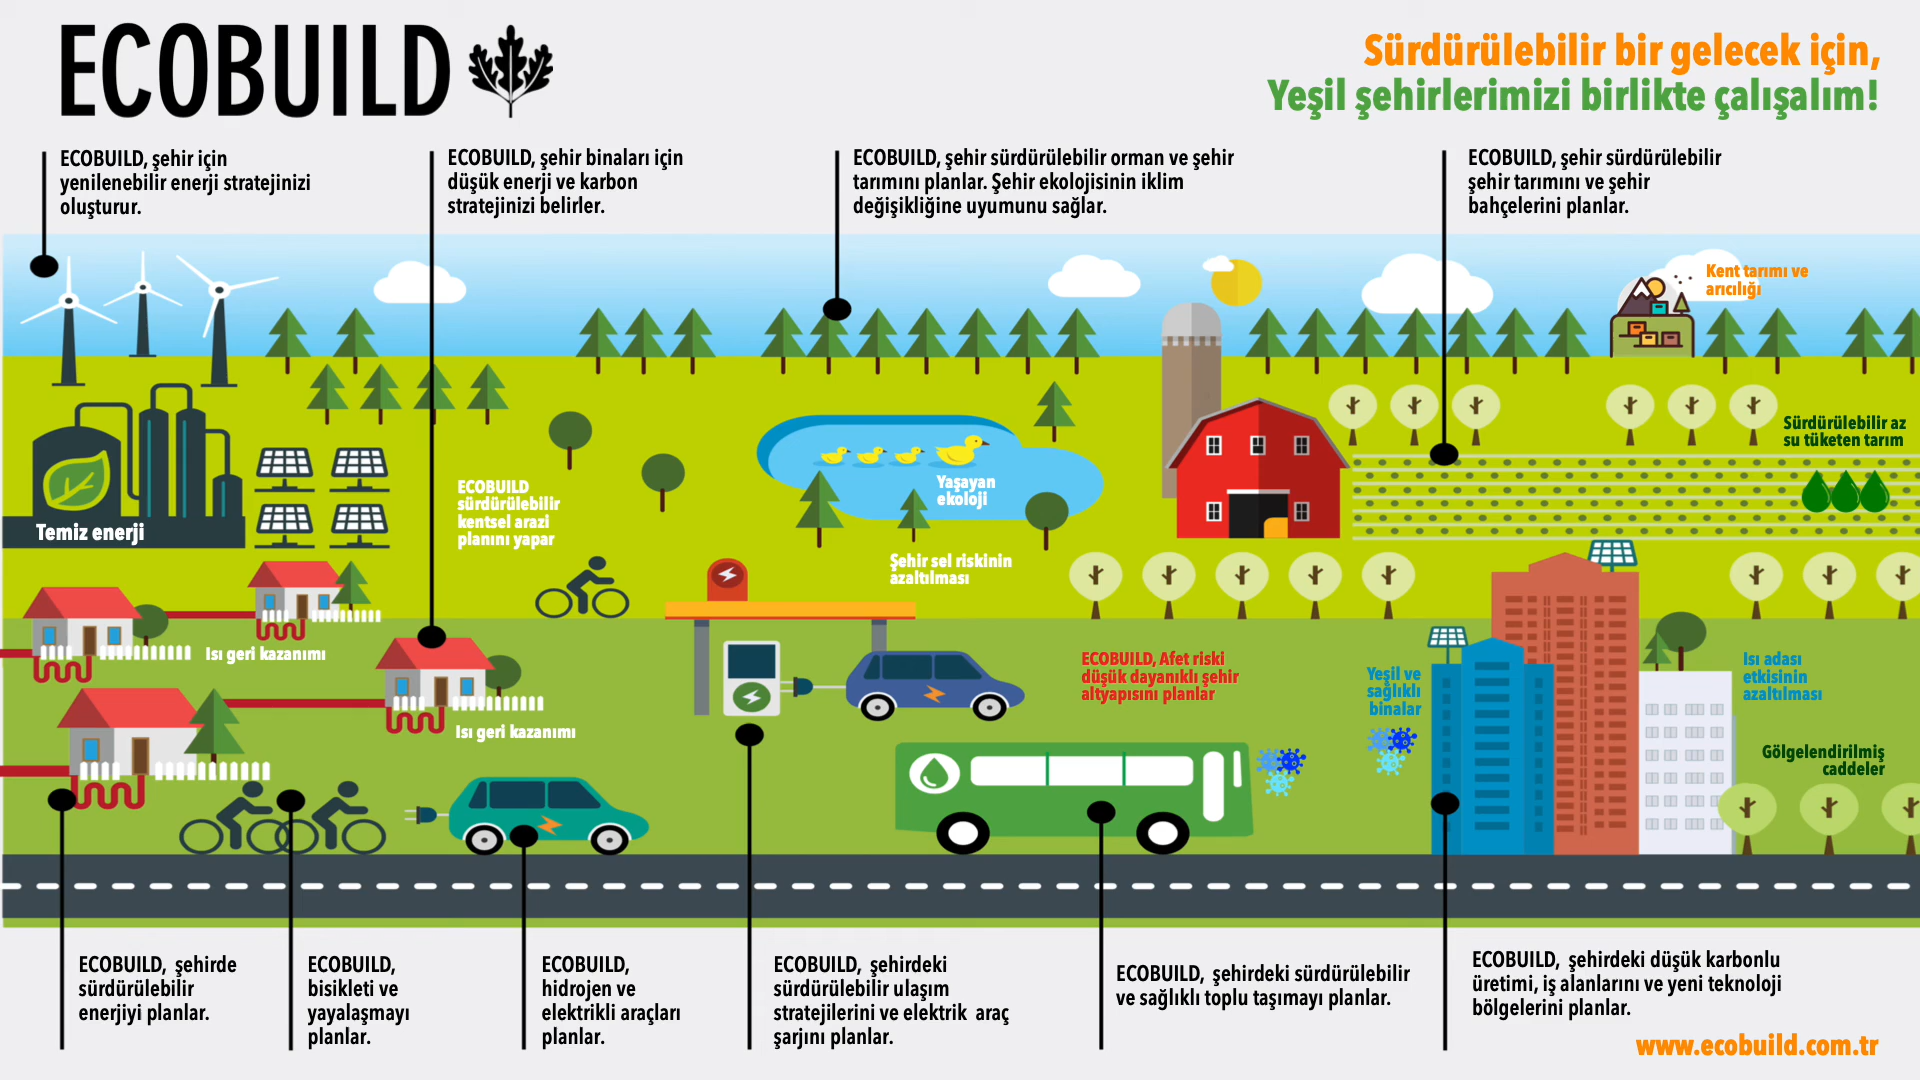 ECOBUILD
Sürdürülebilir bir gelecek için,
Yeşil şehirlerimizi birlikte çalışalım!
ECOBUILD, şehir için
yenilenebilir enerji stratejinizi
oluşturur.
ECOBUILD, şehir binaları için
düşük enerji ve karbon
stratejinizi belirler.
ECOBUILD, şehir sürdürülebilir orman ve şehir
tarımını planlar. Şehir ekolojisinin iklim
değişikliğine uyumunu sağlar.
ECOBUILD, şehir sürdürülebilir
şehir tarımını ve şehir
bahçelerini planlar.
Kent tarımı ve
arıcılığı
Sürdürülebilir az
su tüketen tarım
Temiz enerji
ECOBUILD
sürdürülebilir
kentsel arazi
planını yapar
Yaşayan
ekoloji
Şehir sel riskinin
azaltılması
Isı geri kazanımı
Isı geri kazanımı
ECOBUILD, Afet riski
düşük dayanıklı şehir
altyapısını planlar
Yeşil ve
sağlıklı
binalar
Isı adası
etkisinin
azaltılması
Gölgelendirilmiş
caddeler
ECOBUILD, şehirde
sürdürülebilir
enerjiyi planlar.
ECOBUILD,
bisikleti ve
yayalaşmayı
planlar.
ECOBUILD,
hidrojen ve
elektrikli araçları
planlar.
ECOBUILD, şehirdeki
sürdürülebilir ulaşım
stratejilerini ve elektrik araç
şarjını planlar.
ECOBUILD, şehirdeki sürdürülebilir
ve sağlıklı toplu taşımayı planlar.
ECOBUILD, şehirdeki düşük karbonlu
üretimi, iş alanlarını ve yeni teknoloji
bölgelerini planlar.
www.ecobuild.com.tr